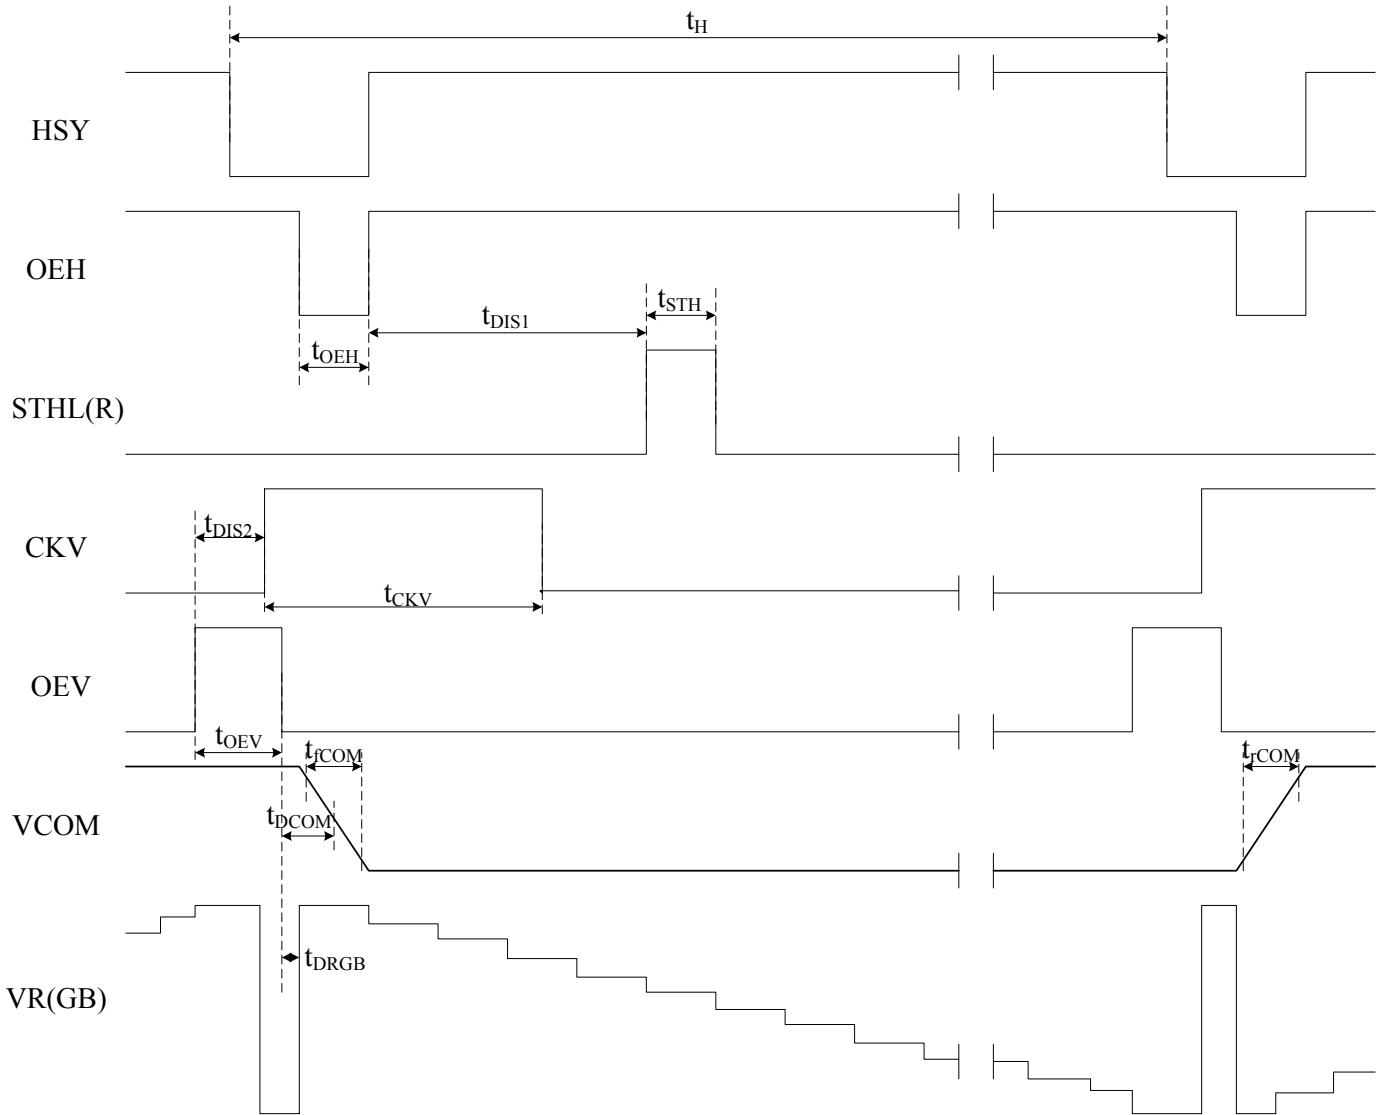 tH
HSY
OEH
tSTH
tDIS1
tOEH
STHL(R)
tDIS2
CKV
tCKV
OEV
tOEV
tfCOM
trCOM
tDCOM
VCOM
tDRGB
VR(GB)